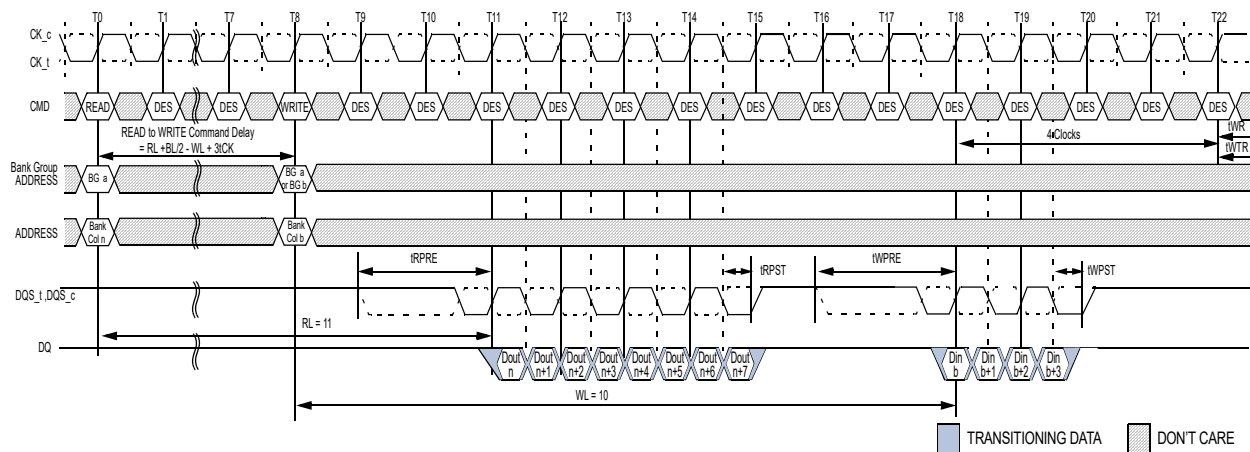 T0 T1 T7 T8 T9 T10 T11 T12 T13 T14 T15 T16 T17 T18 T19 T20 T21 T22
CK_c
CK_t
CMD READ DES DES WRITE DES DES DES DES DES DES DES DES DES DES DES DES DES DES
READ to WRITE Command Delay
= RL +BL/2 - WL + 3tCK
4 Clocks
tWR
tWTR
Bank Group
ADDRESS
BG a
BG a
or BG b
ADDRESS
Bank
Col n
Bank
Col b
tRPRE tRPST tWPRE tWPST
DQS_t ,DQS_c
RL = 11
DQ
Dout Dout Dout Dout Dout Dout Dout Dout Din Din Din Din
n n+1 n+2 n+3 n+4 n+5 n+6 n+7 b b+1 b+2 b+3
WL = 10
TRANSITIONING DATA DON'T CARE